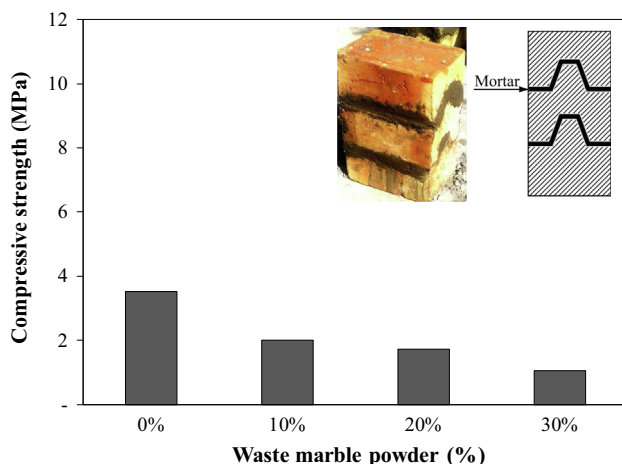 12
10
8
6
4
2
-
Compressive strength (MPa)
Mortar
0% 10% 20% 30%
Waste marble powder (%)